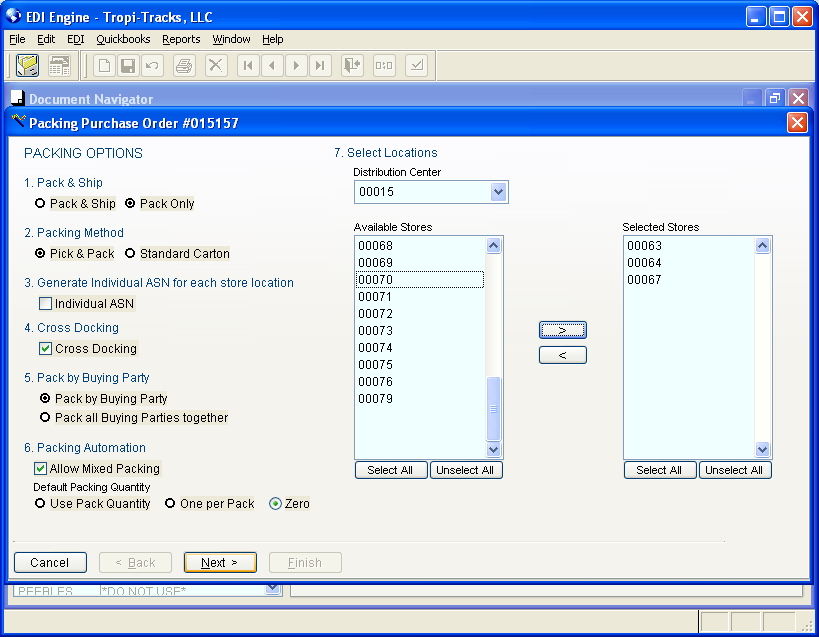 EDI Engine - Tropi-Tracks, LLC
File Edit EDI Quickbooks Reports Window Help
Document Navigator
Packing Purchase Order #015157
PACKING OPTIONS
1. Pack & Ship
Pack & Ship Pack Only
2. Packing Method
Pick & Pack Standard Carton
3. Generate Individual ASN for each store location
Individual ASN
4. Cross Docking
Cross Docking
5. Pack by Buying Party
Pack by Buying Party
Pack all Buying Parties together
6. Packing Automation
Allow Mixed Packing
Default Packing Quantity
Use Pack Quantity One per Pack Zero
7. Select Locations
Distribution Center
00015
Available Stores
00068
00069
00070
00071
00072
00073
00074
00075
00076
00079
Select All Unselect All
>
<
Selected Stores
00063
00064
00067
Select All Unselect All
Cancel < Back Next > Finish
PEEBLES *DO NOT USE*